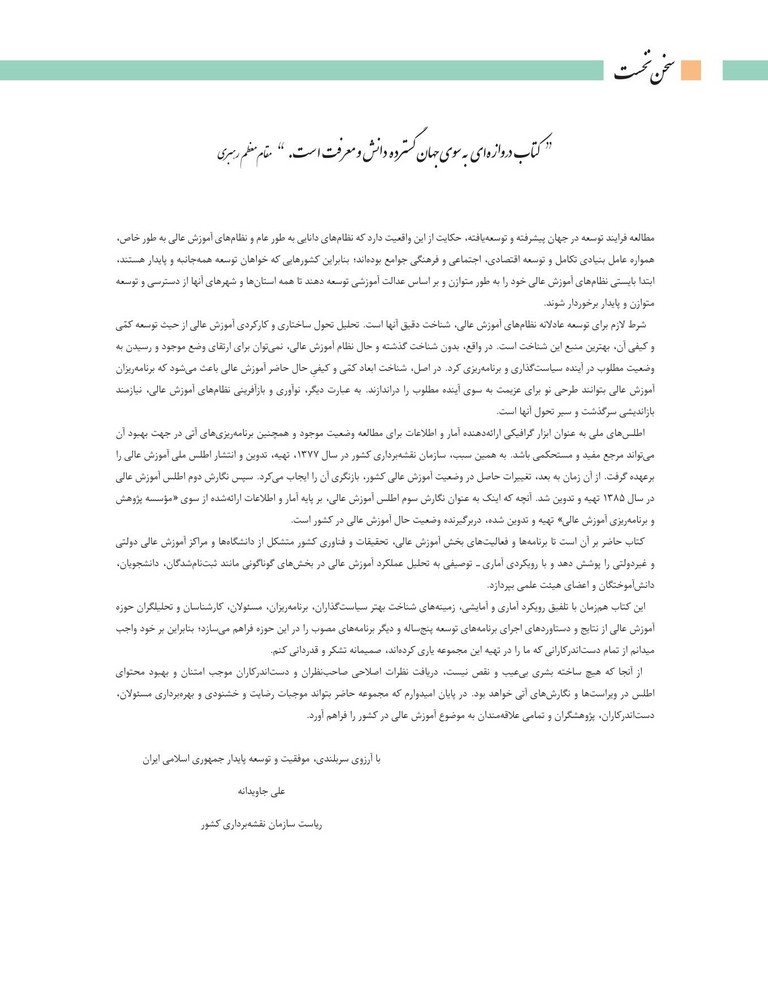 سخن نخست
" کتاب دروازه‌ای به سوی جهان گسترده دانش و معرفت است. " مقام معظم رهبری
مطالعه فرایند توسعه در جهان پیشرفته و توسعه‌یافته، حکایت از این واقعیت دارد که نظام‌های دانایی به طور عام و نظام‌های آموزش عالی به طور خاص،
همواره عامل بنیادی تکامل و توسعه اقتصادی، اجتماعی و فرهنگی جوامع بوده‌اند؛ بنابراین کشورهایی که خواهان توسعه همه‌جانبه و پایدار هستند،
ابتدا بایستی نظام‌های آموزش عالی خود را به طور متوازن و بر اساس عدالت آموزشی توسعه دهند تا همه استان‌ها و شهرهای آنها از دسترسی و توسعه
متوازن و پایدار برخوردار شوند.
شرط لازم برای توسعه عادلانه نظام‌های آموزش عالی، شناخت دقیق آنها است. تحلیل تحول ساختاری و کارکردی آموزش عالی از حیث توسعه کمّی
و کیفی آن، بهترین منبع این شناخت است. در واقع، بدون شناخت گذشته و حال نظام آموزش عالی، نمی‌توان برای ارتقای وضع موجود و رسیدن به
وضعیت مطلوب در آینده سیاست‌گذاری و برنامه‌ریزی کرد. در اصل، شناخت ابعاد کمّی و کیفیِ حال حاضر آموزش عالی باعث می‌شود که برنامه‌ریزان
آموزش عالی بتوانند طرحی نو برای عزیمت به سوی آینده مطلوب را دراندازند. به عبارت دیگر، نوآوری و بازآفرینی نظام‌های آموزش عالی، نیازمند
بازاندیشی سرگذشت و سیر تحول آنها است.
اطلس‌های ملی به عنوان ابزار گرافیکی ارائه‌دهنده آمار و اطلاعات برای مطالعه وضعیت موجود و همچنین برنامه‌ریزی‌های آتی در جهت بهبود آن
می‌تواند مرجع مفید و مستحکمی باشد. به همین سبب، سازمان نقشه‌برداری کشور در سال ۱۳۷۷، تهیه، تدوین و انتشار اطلس ملی آموزش عالی را
برعهده گرفت. از آن زمان به بعد، تغییرات حاصل در وضعیت آموزش عالی کشور، بازنگری آن را ایجاب می‌کرد. سپس نگارش دوم اطلس آموزش عالی
در سال ۱۳۸۵ تهیه و تدوین شد. آنچه که اینک به عنوان نگارش سوم اطلس آموزش عالی، بر پایه آمار و اطلاعات ارائه‌شده از سوی «مؤسسه پژوهش
و برنامه‌ریزی آموزش عالی» تهیه و تدوین شده، دربرگیرنده وضعیت حال آموزش عالی در کشور است.
کتاب حاضر بر آن است تا برنامه‌ها و فعالیت‌های بخش آموزش عالی، تحقیقات و فناوری کشور متشکل از دانشگاه‌ها و مراکز آموزش عالی دولتی
و غیردولتی را پوشش دهد و با رویکردی آماری ـ توصیفی به تحلیل عملکرد آموزش عالی در بخش‌های گوناگونی مانند ثبت‌نام‌شدگان، دانشجویان،
دانش‌آموختگان و اعضای هیئت علمی بپردازد.
این کتاب هم‌زمان با تلفیق رویکرد آماری و آمایشی، زمینه‌های شناخت بهتر سیاست‌گذاران، برنامه‌ریزان، مسئولان، کارشناسان و تحلیلگران حوزه
آموزش عالی از نتایج و دستاوردهای اجرای برنامه‌های توسعه پنج‌ساله و دیگر برنامه‌های مصوب را در این حوزه فراهم می‌سازد؛ بنابراین بر خود واجب
میدانم از تمام دست‌اندرکارانی که ما را در تهیه این مجموعه یاری کرده‌اند، صمیمانه تشکر و قدردانی کنم.
از آنجا که هیچ ساخته بشری بی‌عیب و نقص نیست، دریافت نظرات اصلاحی صاحب‌نظران و دست‌اندرکاران موجب امتنان و بهبود محتوای
اطلس در ویراست‌ها و نگارش‌های آتی خواهد بود. در پایان امیدوارم که مجموعه حاضر بتواند موجبات رضایت و خشنودی و بهره‌برداری مسئولان،
دست‌اندرکاران، پژوهشگران و تمامی علاقه‌مندان به موضوع آموزش عالی در کشور را فراهم آورد.
با آرزوی سربلندی، موفقیت و توسعه پایدار جمهوری اسلامی ایران
علی جاویدانه
ریاست سازمان نقشه‌برداری کشور